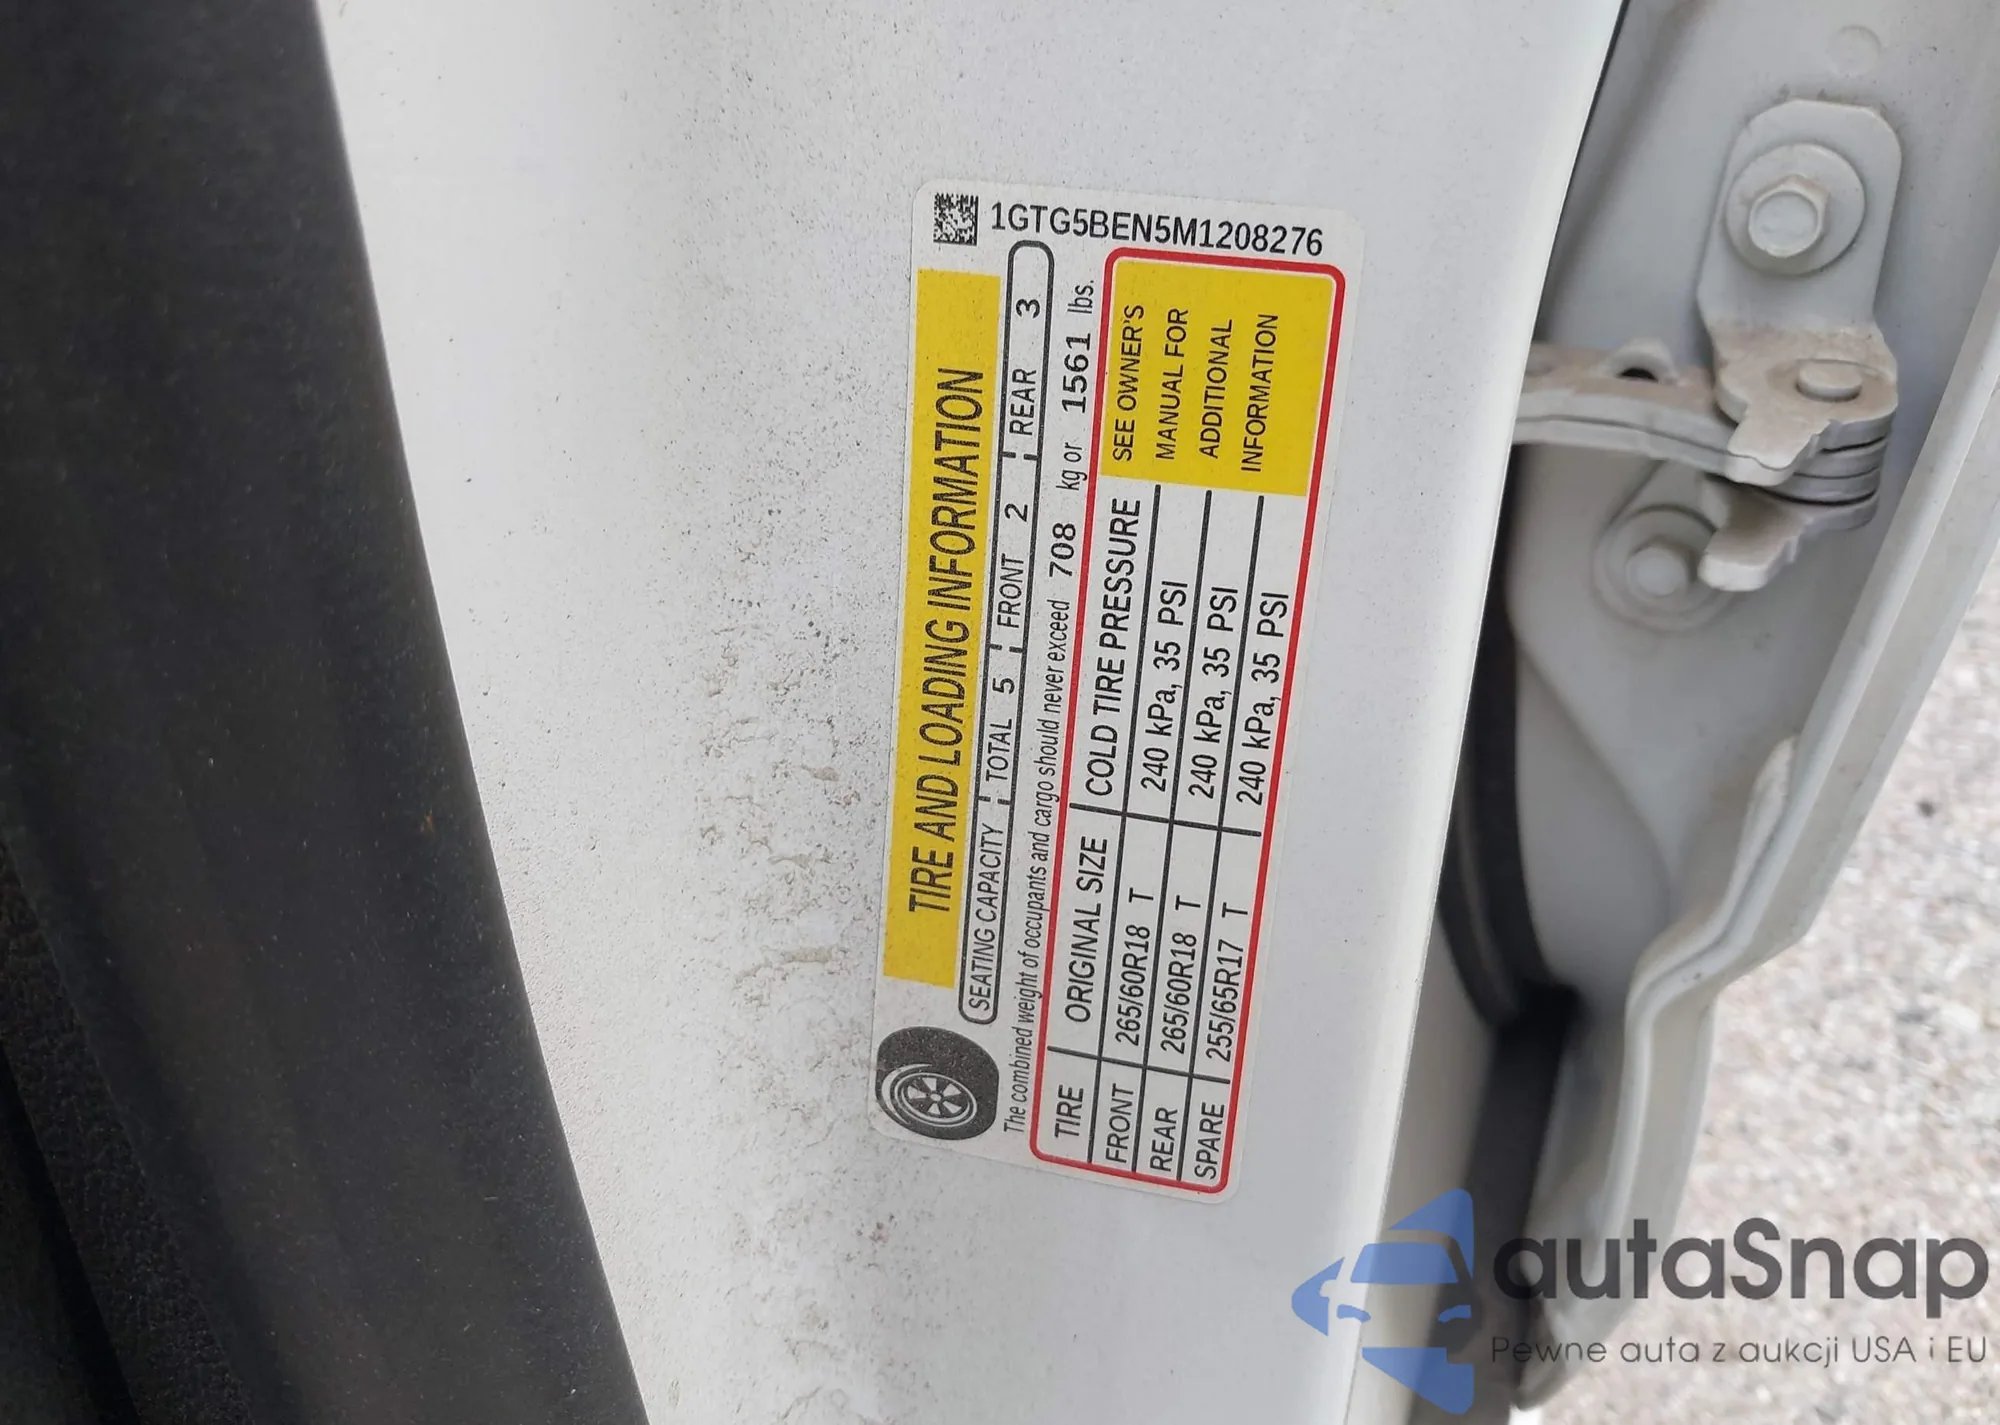 1GTG5BEN5M1208276
TIRE AND LOADING INFORMATION
SEATING CAPACITY TOTAL 5 FRONT 2 REAR 3
The combined weight of occupants and cargo should never exceed 708 kg or 1561 lbs.
TIRE ORIGINAL SIZE COLD TIRE PRESSURE
FRONT 265/60R18 T 240 kPa, 35 PSI
REAR 265/60R18 T 240 kPa, 35 PSI
SPARE 255/65R17 T 240 kPa, 35 PSI
SEE OWNER'S
MANUAL FOR
ADDITIONAL
INFORMATION
autaSnap
Pewne auta z aukcji USA i EU